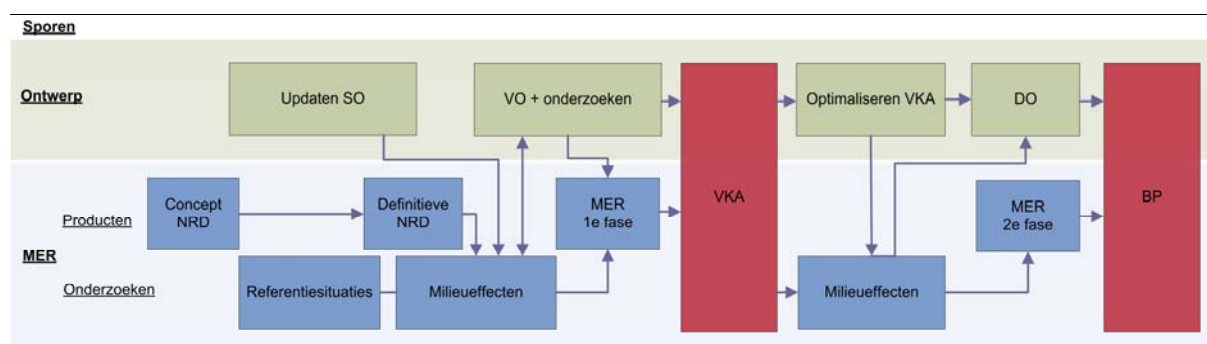 Sporen
Ontwerp
Updaten SO
VO + onderzoeken
Optimaliseren VKA
DO
VKA
BP
MER
Producten
Concept
NRD
Definitieve
NRD
MER
1e fase
MER
2e fase
Onderzoeken
Referentiesituaties
Milieueffecten
Milieueffecten